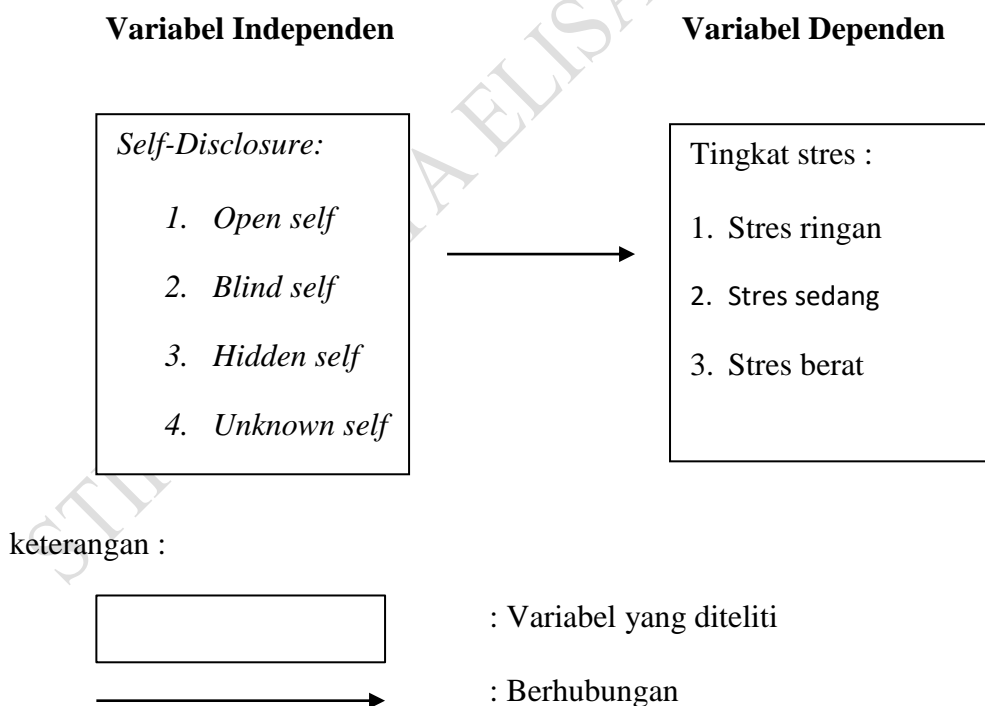 Variabel Independen
Variabel Dependen
Self-Disclosure:
1. Open self
2. Blind self
3. Hidden self
4. Unknown self
Tingkat stres :
1. Stres ringan
2. Stres sedang
3. Stres berat
keterangan :
: Variabel yang diteliti
: Berhubungan